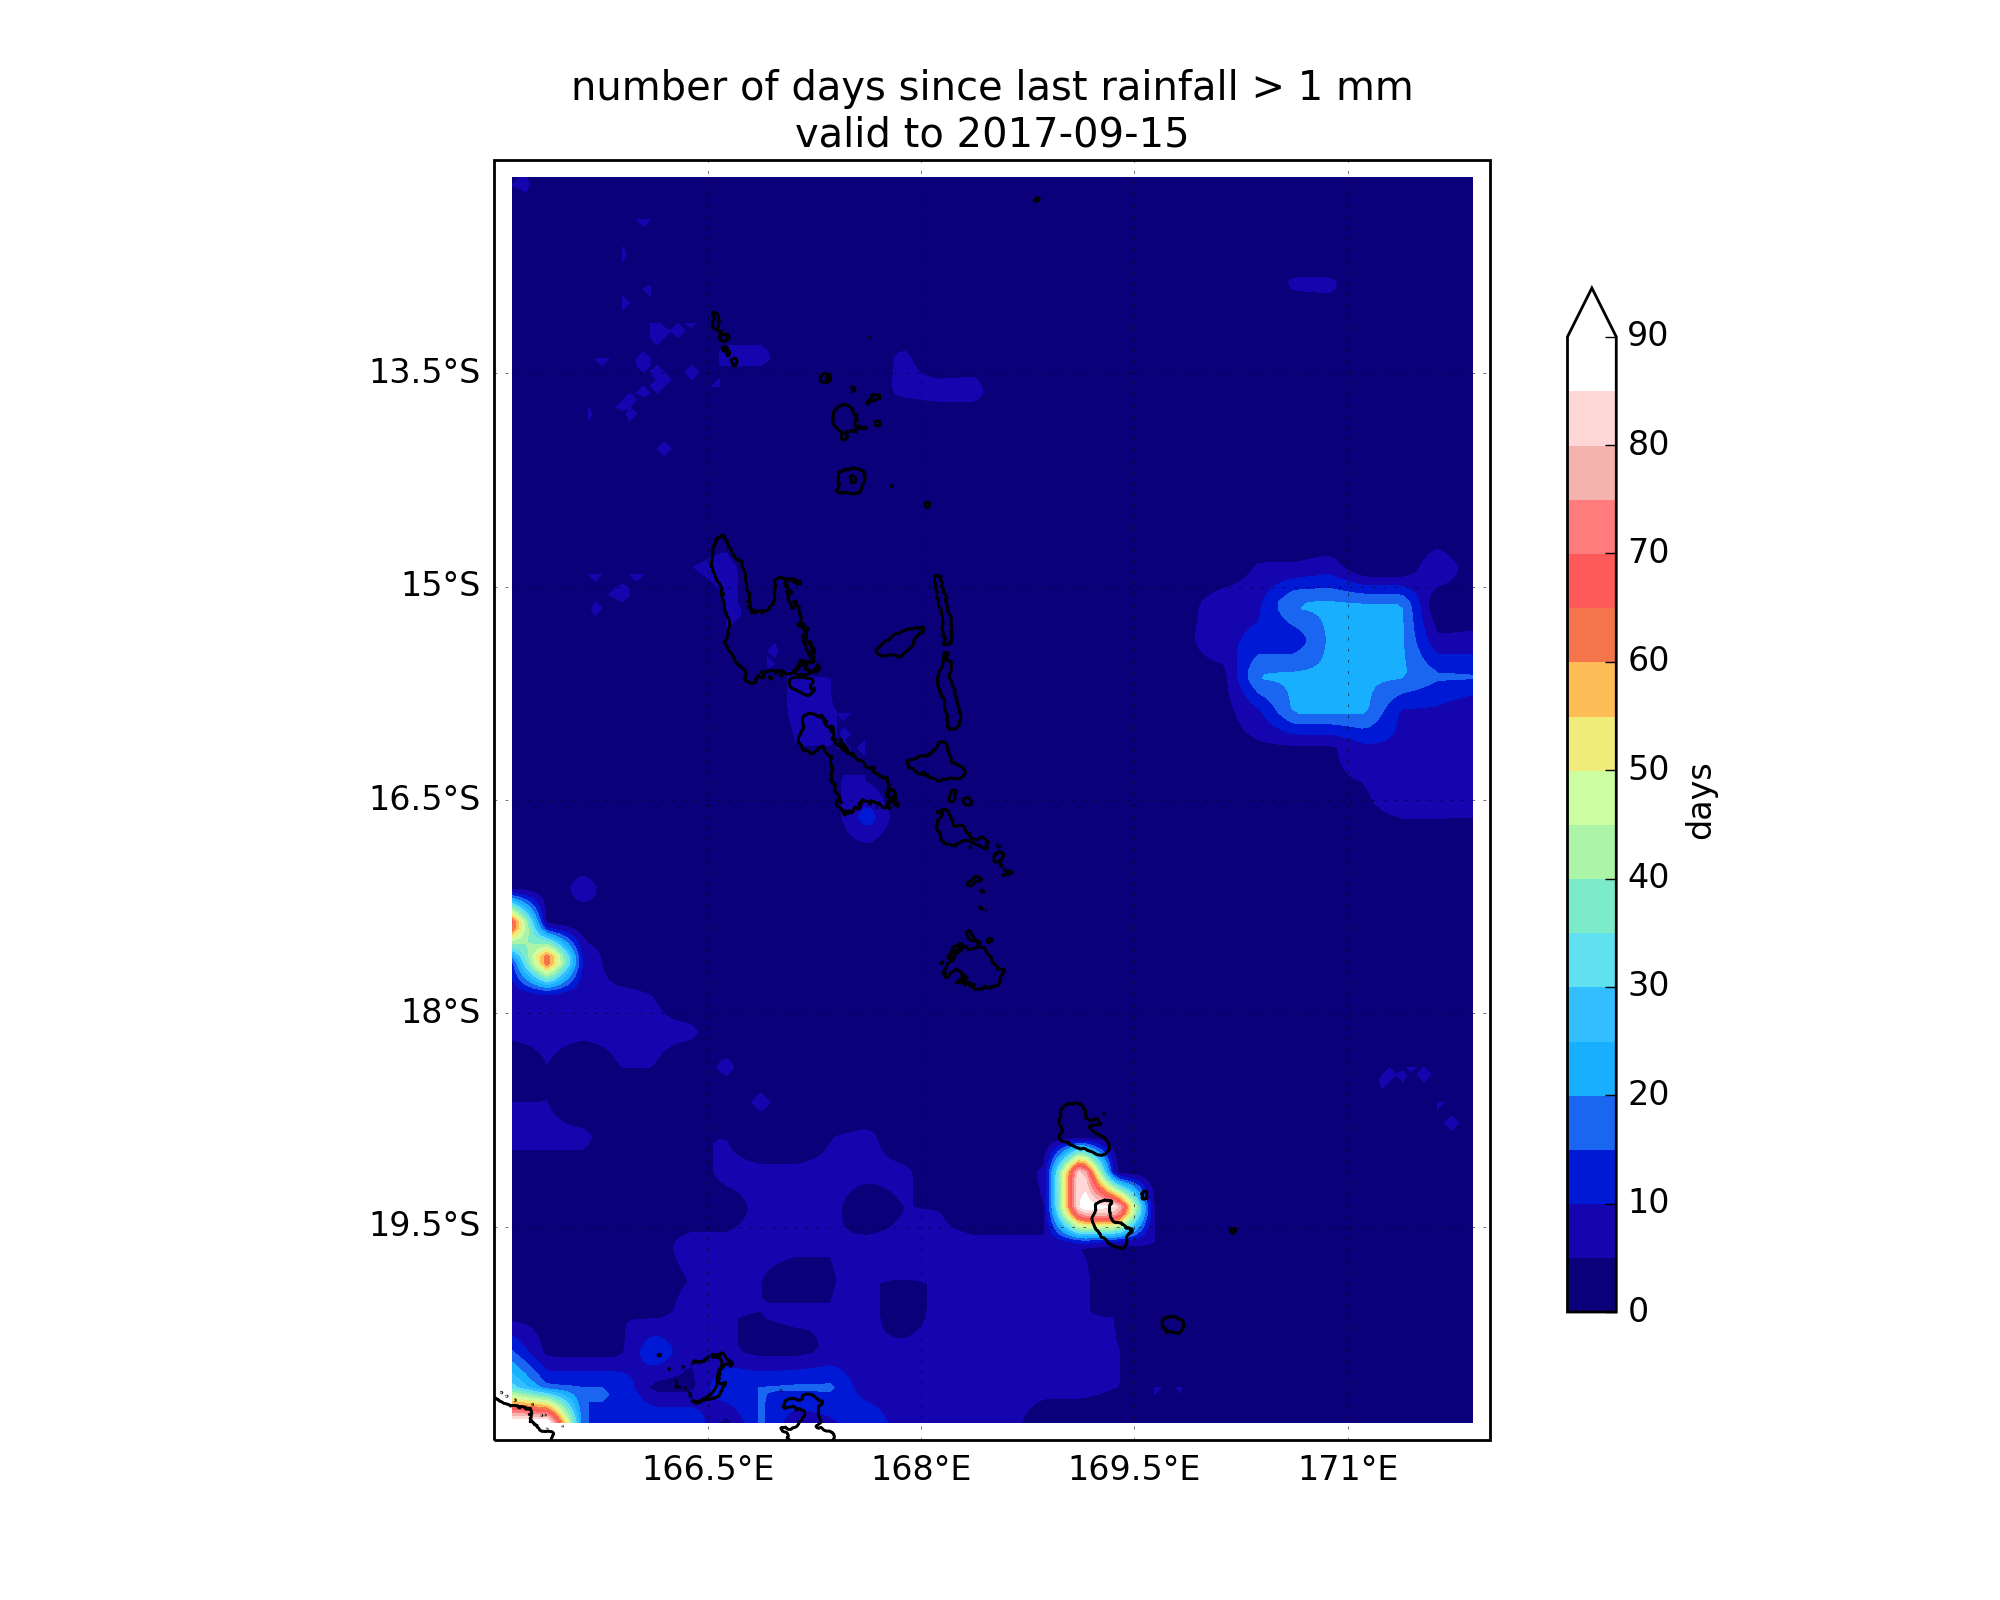 number of days since last rainfall > 1 mm
valid to 2017-09-15
13.5°S
15°S
16.5°S
18°S
19.5°S
166.5°E
168°E
169.5°E
171°E
90
80
70
60
50
40
30
20
10
0
days